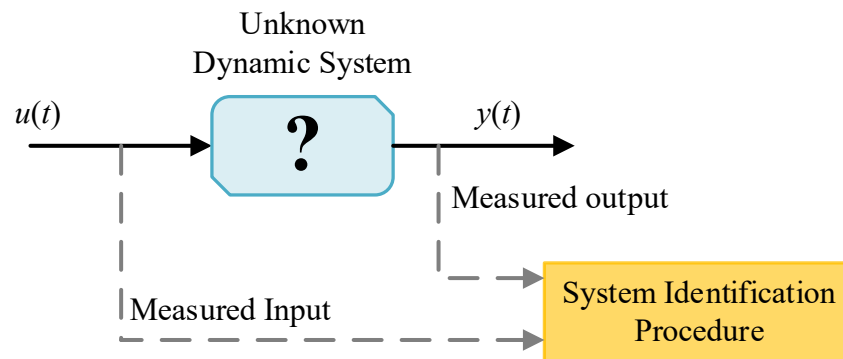 Unknown
Dynamic System
u(t)
?
y(t)
Measured output
Measured Input
System Identification
Procedure